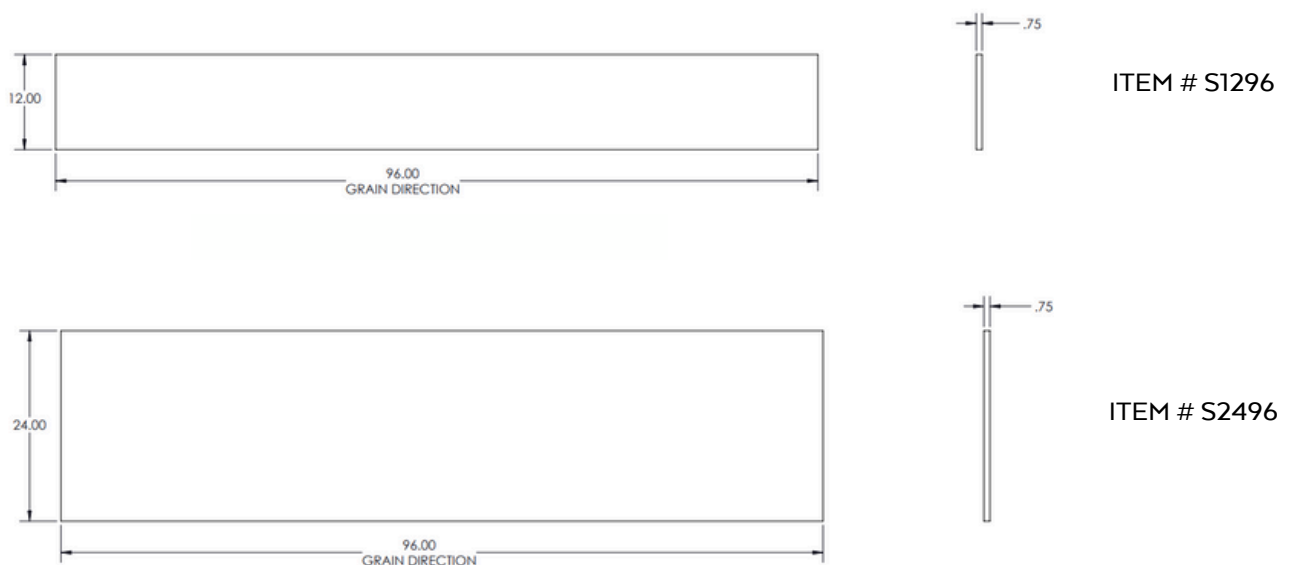 .75
ITEM # S1296
12.00
96.00
GRAIN DIRECTION
.75
ITEM # S2496
24.00
96.00
GRAIN DIRECTION